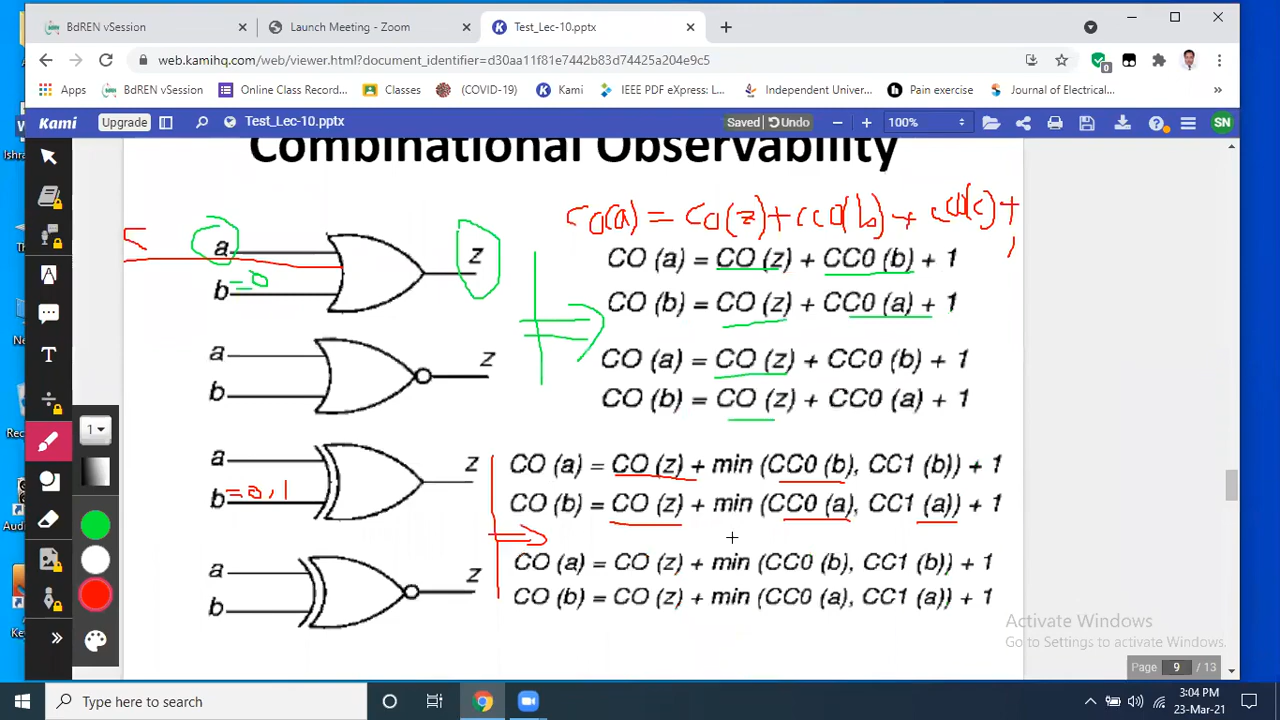 BdREN vSession
Launch Meeting - Zoom
Test_Lec-10.pptx
web.kamihq.com/web/viewer.html?document_identifier=d30aa11f81e7442b83d74425a204e9c5
Apps
BdREN vSession
Online Class Record...
Classes
(COVID-19)
Kami
IEEE PDF eXpress: L...
Independent Univer...
Pain exercise
Journal of Electrical...
»
Kami
Upgrade
Test_Lec-10.pptx
Saved
Undo
100%
SN
Combinational Observability
CO(a) = CO(z) + CC0(b) + CC0(c) + 1
a
b =0
z
CO (a) = CO (z) + CC0 (b) + 1
CO (b) = CO (z) + CC0 (a) + 1
a
b
z
CO (a) = CO (z) + CC0 (b) + 1
CO (b) = CO (z) + CC0 (a) + 1
a
b =0,1
z
CO (a) = CO (z) + min (CC0 (b), CC1 (b)) + 1
CO (b) = CO (z) + min (CC0 (a), CC1 (a)) + 1
a
b
z
CO (a) = CO (z) + min (CC0 (b), CC1 (b)) + 1
CO (b) = CO (z) + min (CC0 (a), CC1 (a)) + 1
1
Activate Windows
Go to Settings to activate Windows.
Page 9 / 13
Type here to search
3:04 PM
23-Mar-21